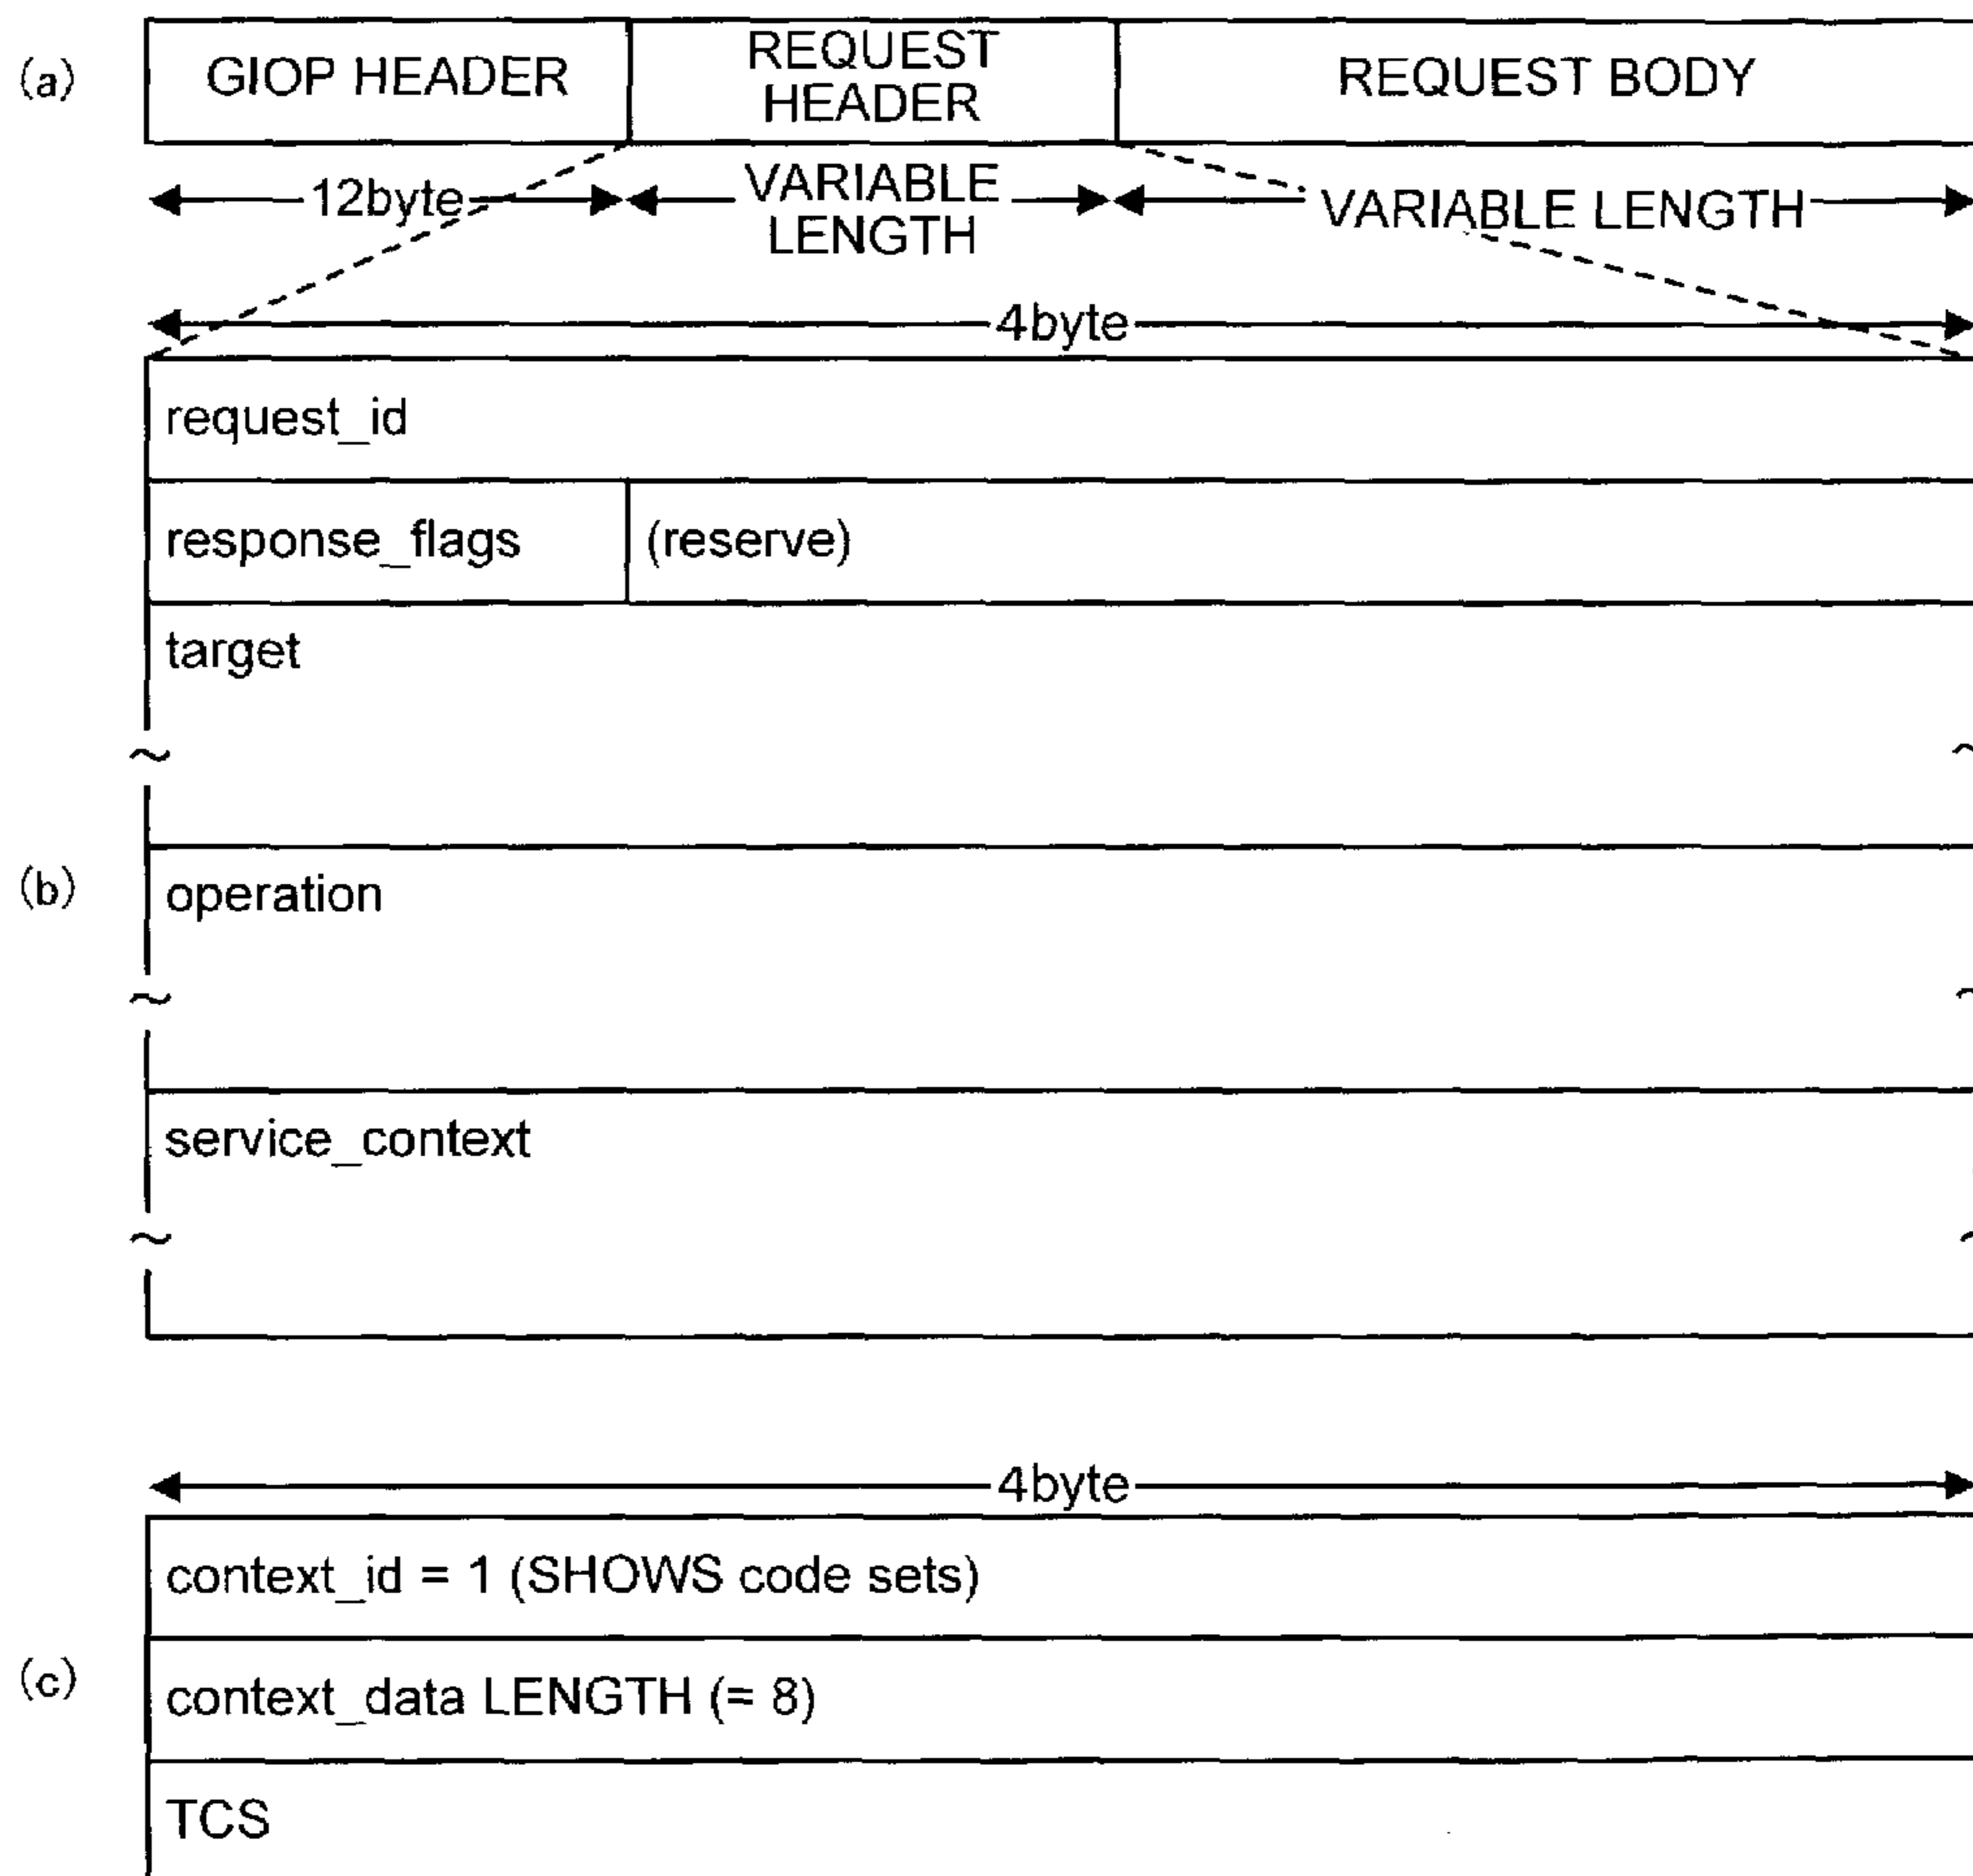 (a)
GIOP HEADER
REQUEST
HEADER
REQUEST BODY
12byte
VARIABLE
LENGTH
VARIABLE LENGTH
4byte
request_id
response_flags
(reserve)
target
~
~
(b)
operation
~
~
service_context
~
~
4byte
context_id = 1 (SHOWS code sets)
(c)
context_data LENGTH (= 8)
TCS